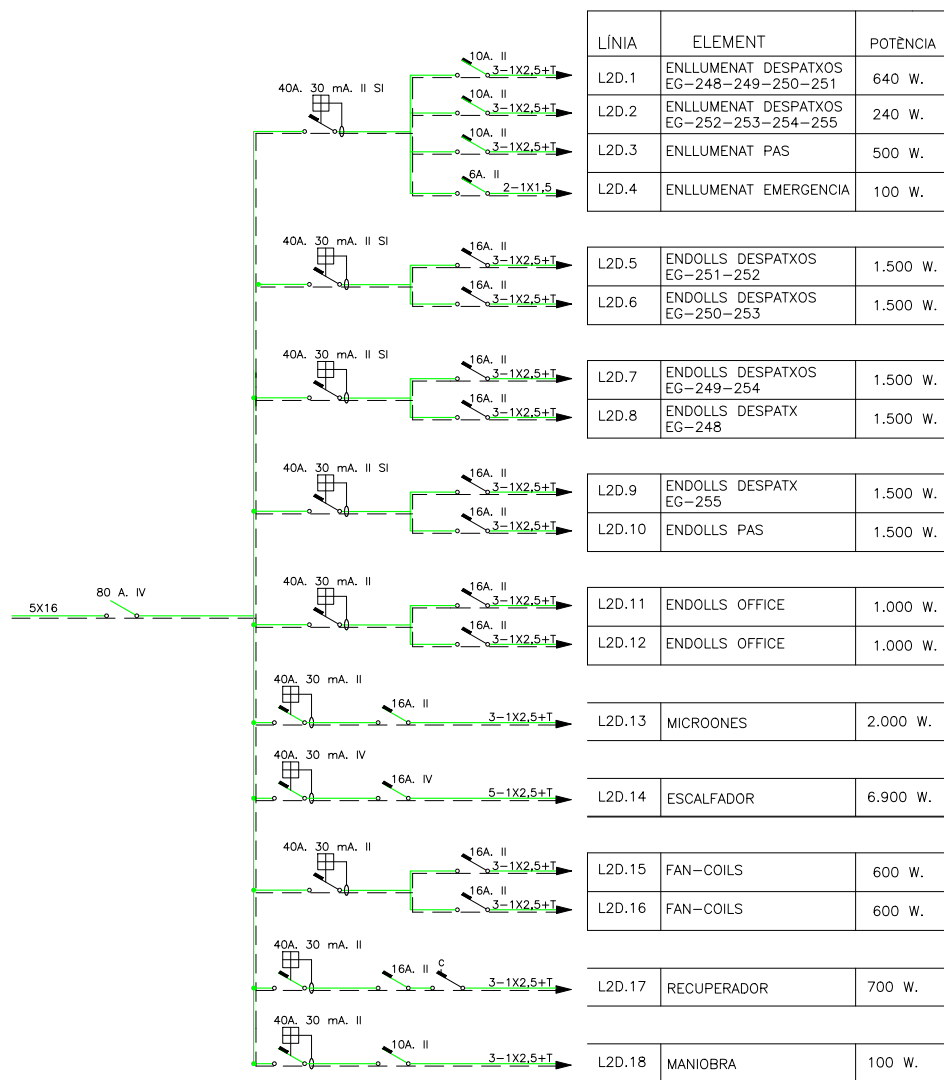 LÍNIA ELEMENT POTÈNCIA
10A. II
3-1X2,5+T
L2D.1 ENLLUMENAT DESPATXOS
EG-248-249-250-251
640 W.
40A. 30 mA. II SI
10A. II
3-1X2,5+T
L2D.2 ENLLUMENAT DESPATXOS
EG-252-253-254-255
240 W.
10A. II
3-1X2,5+T
L2D.3 ENLLUMENAT PAS 500 W.
6A. II
2-1X1,5
L2D.4 ENLLUMENAT EMERGENCIA 100 W.
40A. 30 mA. II SI
16A. II
3-1X2,5+T
L2D.5 ENDOLLS DESPATXOS
EG-251-252
1.500 W.
16A. II
3-1X2,5+T
L2D.6 ENDOLLS DESPATXOS
EG-250-253
1.500 W.
40A. 30 mA. II SI
16A. II
3-1X2,5+T
L2D.7 ENDOLLS DESPATXOS
EG-249-254
1.500 W.
16A. II
3-1X2,5+T
L2D.8 ENDOLLS DESPATX
EG-248
1.500 W.
40A. 30 mA. II SI
16A. II
3-1X2,5+T
L2D.9 ENDOLLS DESPATX
EG-255
1.500 W.
16A. II
3-1X2,5+T
L2D.10 ENDOLLS PAS 1.500 W.
5X16
80 A. IV
40A. 30 mA. II
16A. II
3-1X2,5+T
L2D.11 ENDOLLS OFFICE 1.000 W.
16A. II
3-1X2,5+T
L2D.12 ENDOLLS OFFICE 1.000 W.
40A. 30 mA. II
16A. II
3-1X2,5+T
L2D.13 MICROONES 2.000 W.
40A. 30 mA. IV
16A. IV
5-1X2,5+T
L2D.14 ESCALFADOR 6.900 W.
40A. 30 mA. II
16A. II
3-1X2,5+T
L2D.15 FAN-COILS 600 W.
16A. II
3-1X2,5+T
L2D.16 FAN-COILS 600 W.
40A. 30 mA. II
16A. II
C
3-1X2,5+T
L2D.17 RECUPERADOR 700 W.
40A. 30 mA. II
10A. II
3-1X2,5+T
L2D.18 MANIOBRA 100 W.